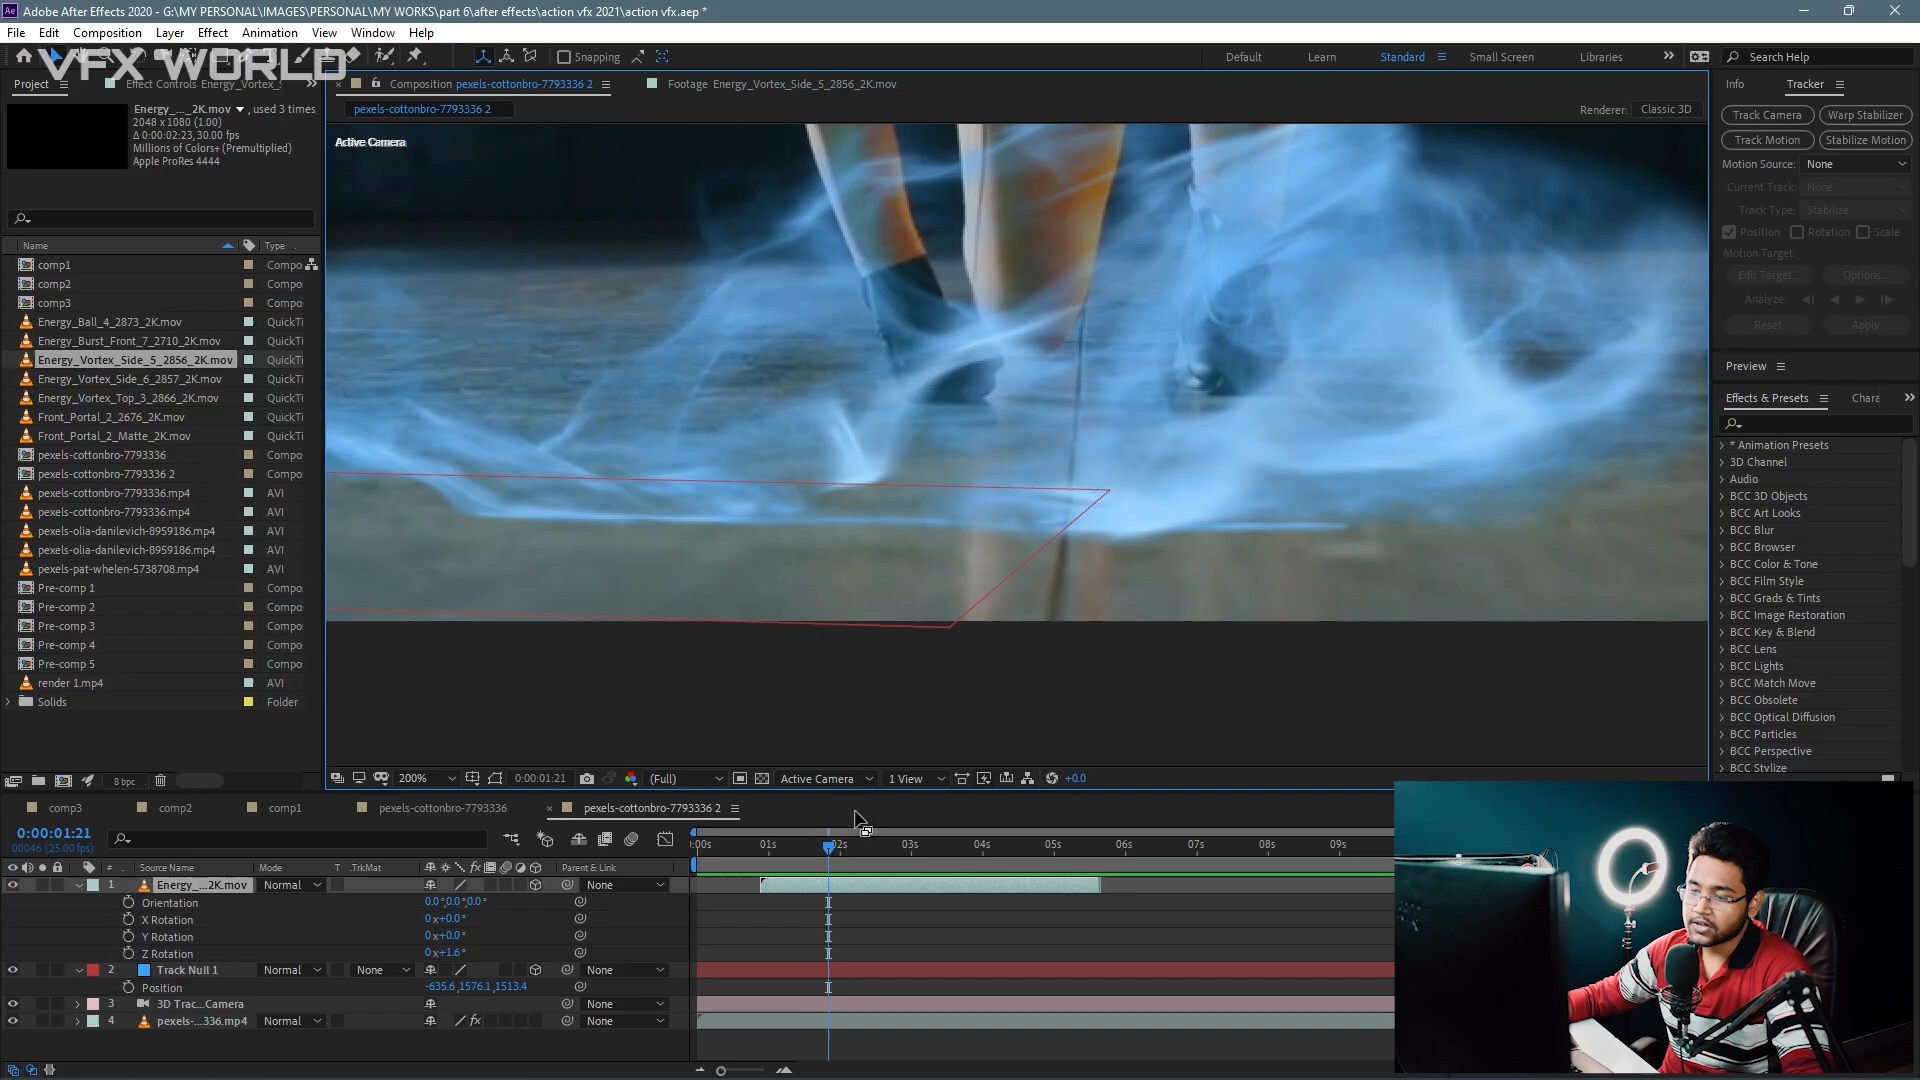 Adobe After Effects 2020 - G:\MY PERSONAL\IMAGES\PERSONAL\MY WORKS\part 6\after effects\action vfx 2021\action vfx.aep *
File Edit Composition Layer Effect Animation View Window Help
VFX WORLD
Snapping
Default Learn Standard Small Screen Libraries
Search Help
Project
Effect Controls Energy_Vortex_
Composition pexels-cottonbro-7793336 2
Footage Energy_Vortex_Side_5_2856_2K.mov
Info Tracker
pexels-cottonbro-7793336 2
Renderer: Classic 3D
Energy_..._2K.mov , used 3 times
2048 x 1080 (1.00)
Δ 0:00:02:23, 30.00 fps
Millions of Colors+ (Premultiplied)
Apple ProRes 4444
Active Camera
Track Camera Warp Stabilizer
Track Motion Stabilize Motion
Motion Source: None
Current Track: None
Track Type: Stabilize
Position Rotation Scale
Motion Target:
Edit Target... Options...
Analyze:
Reset Apply
Preview
Effects & Presets Chara
* Animation Presets
3D Channel
Audio
BCC 3D Objects
BCC Art Looks
BCC Blur
BCC Browser
BCC Color & Tone
BCC Film Style
BCC Grads & Tints
BCC Image Restoration
BCC Key & Blend
BCC Lens
BCC Lights
BCC Match Move
BCC Obsolete
BCC Optical Diffusion
BCC Particles
BCC Perspective
BCC Stylize
Name Type
comp1 Compo
comp2 Compo
comp3 Compo
Energy_Ball_4_2873_2K.mov QuickTi
Energy_Burst_Front_7_2710_2K.mov QuickTi
Energy_Vortex_Side_5_2856_2K.mov QuickTi
Energy_Vortex_Side_6_2857_2K.mov QuickTi
Energy_Vortex_Top_3_2866_2K.mov QuickTi
Front_Portal_2_2676_2K.mov QuickTi
Front_Portal_2_Matte_2K.mov QuickTi
pexels-cottonbro-7793336 Compo
pexels-cottonbro-7793336 2 Compo
pexels-cottonbro-7793336.mp4 AVI
pexels-cottonbro-7793336.mp4 AVI
pexels-olia-danilevich-8959186.mp4 AVI
pexels-olia-danilevich-8959186.mp4 AVI
pexels-pat-whelen-5738708.mp4 AVI
Pre-comp 1 Compo
Pre-comp 2 Compo
Pre-comp 3 Compo
Pre-comp 4 Compo
Pre-comp 5 Compo
render 1.mp4 AVI
Solids Folder
8 bpc
200% 0:00:01:21 (Full) Active Camera 1 View +0.0
comp3 comp2 comp1 pexels-cottonbro-7793336 pexels-cottonbro-7793336 2
0:00:01:21
00046 (25.00 fps)
:00s 01s 02s 03s 04s 05s 06s 07s 08s 09s
# Source Name Mode T .TrkMat Parent & Link
1 Energy_...2K.mov Normal None
Orientation 0.0°,0.0°,0.0°
X Rotation 0x+0.0°
Y Rotation 0x+0.0°
Z Rotation 0x+1.6°
2 Track Null 1 Normal None None
Position -635.6,1576.1,1513.4
3 3D Trac...Camera None
4 pexels-...336.mp4 Normal None